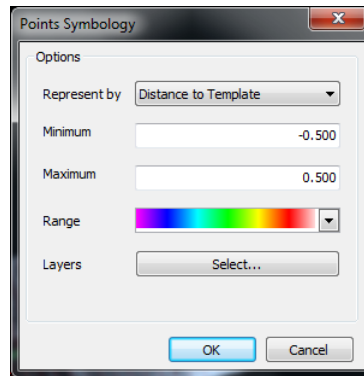 Points Symbology
Options
Represent by Distance to Template
Minimum -0.500
Maximum 0.500
Range
Layers Select...
OK Cancel